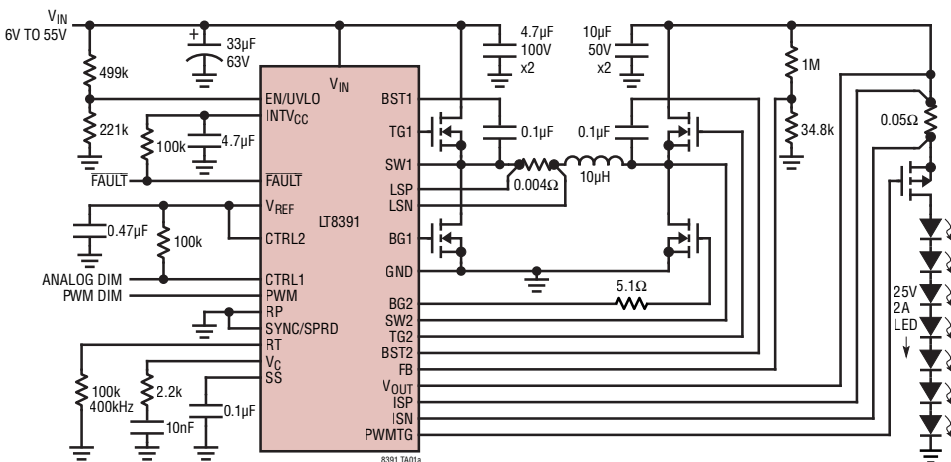 VIN
6V TO 55V
33µF
63V
4.7µF
100V
x2
10µF
50V
x2
499k
1M
VIN
EN/UVLO
BST1
INTVCC
221k
100k
4.7µF
TG1
0.1µF
0.1µF
34.8k
0.05Ω
SW1
10µH
0.004Ω
FAULT
FAULT
LSP
LSN
VREF
LT8391
0.47µF
100k
CTRL2
BG1
GND
ANALOG DIM
CTRL1
PWM DIM
PWM
RP
SYNC/SPRD
BG2
5.1Ω
SW2
TG2
BST2
25V
2A
LED
RT
VC
SS
FB
VOUT
ISP
ISN
PWMTG
100k
400kHz
2.2k
10nF
0.1µF
8391 TA01a